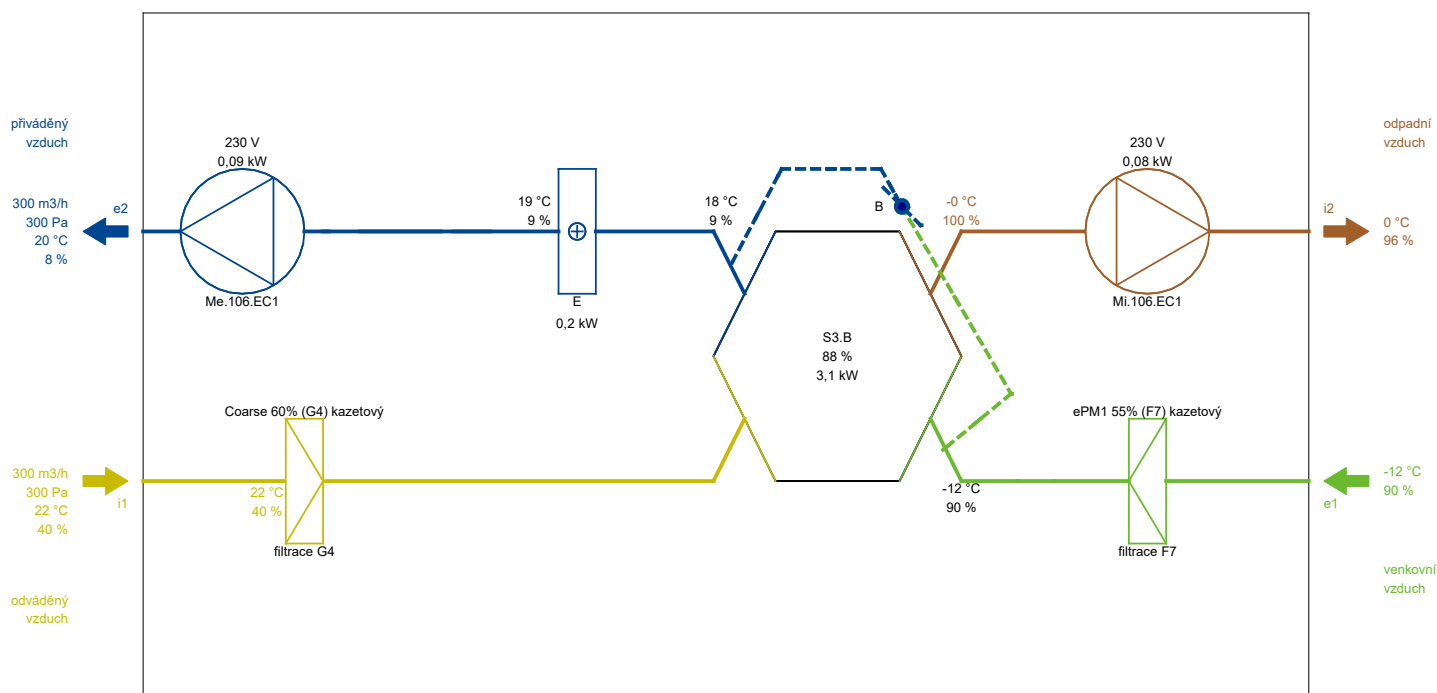 přiváděný
vzduch
230 V
0,09 kW
300 m3/h
300 Pa
20 °C
8 %
e2
Me.106.EC1
19 °C
9 %
E
0,2 kW
18 °C
9 %
B
-0 °C
100 %
230 V
0,08 kW
Mi.106.EC1
odpadní
vzduch
i2
0 °C
96 %
S3.B
88 %
3,1 kW
Coarse 60% (G4) kazetový
300 m3/h
300 Pa
22 °C
40 %
i1
22 °C
40 %
filtrace G4
odváděný
vzduch
ePM1 55% (F7) kazetový
-12 °C
90 %
filtrace F7
e1
-12 °C
90 %
venkovní
vzduch